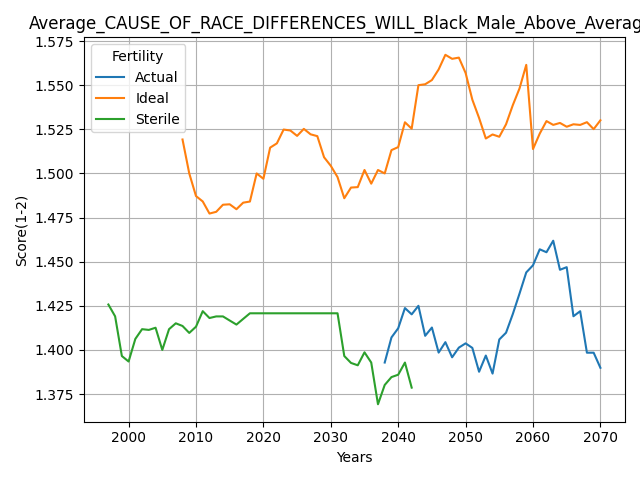 Average_CAUSE_OF_RACE_DIFFERENCES_WILL_Black_Male_Above_Averag
Fertility
Actual
Ideal
Sterile
Score(1-2)
1.575
1.550
1.525
1.500
1.475
1.450
1.425
1.400
1.375
2000 2010 2020 2030 2040 2050 2060 2070
Years